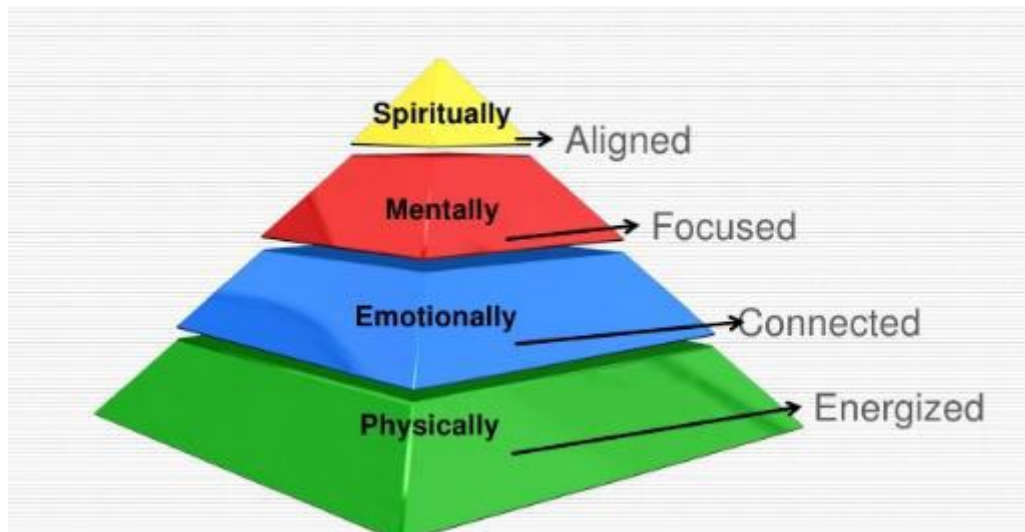 Spiritually
Aligned
Mentally
Focused
Emotionally
Connected
Physically
Energized